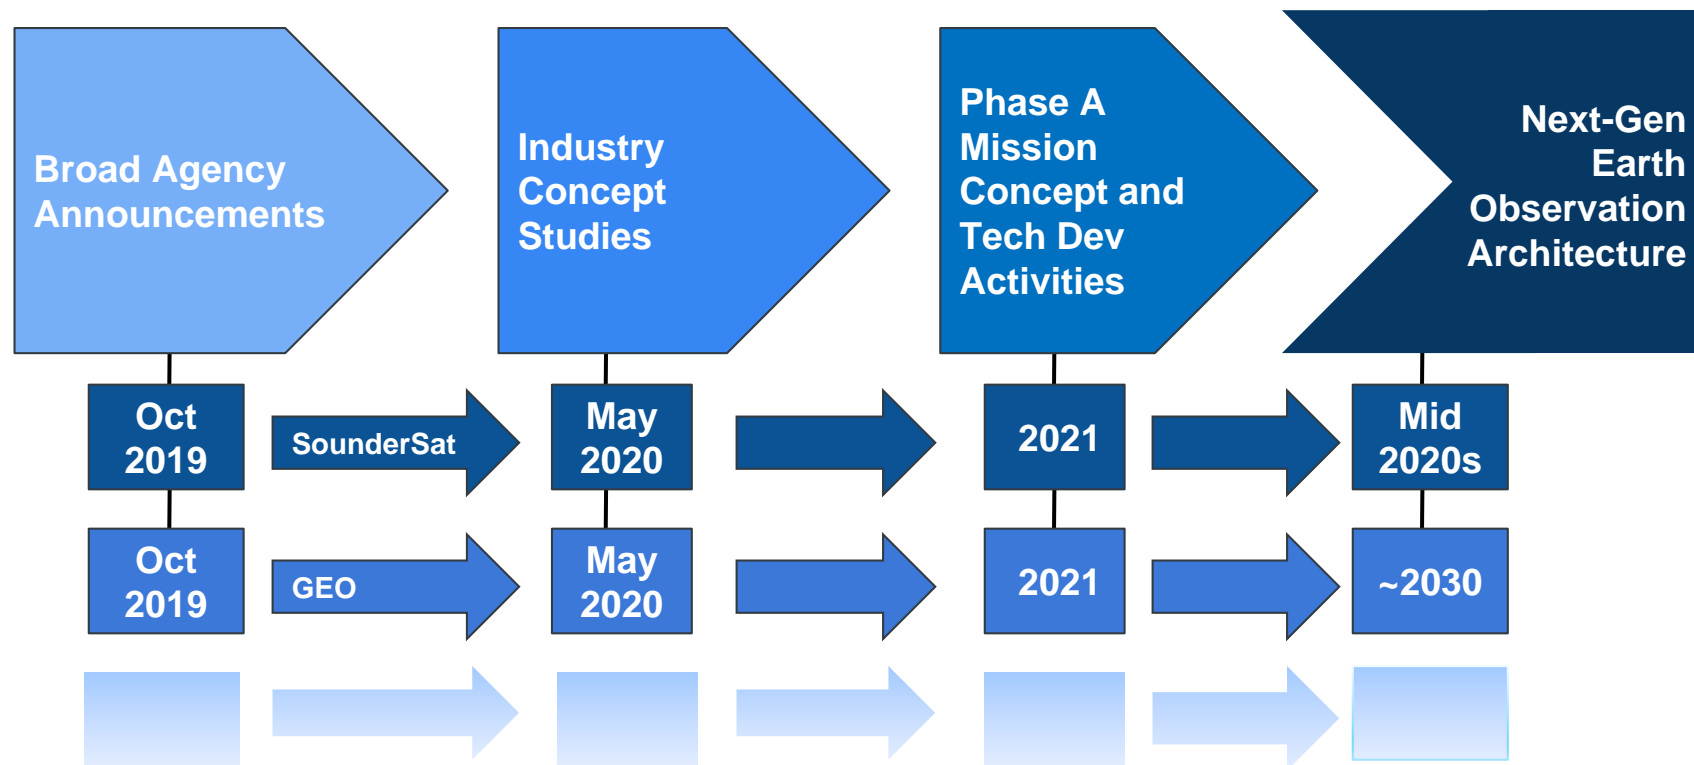 Broad Agency
Announcements
Industry
Concept
Studies
Phase A
Mission
Concept and
Tech Dev
Activities
Next-Gen
Earth
Observation
Architecture
Oct
2019
SounderSat
May
2020
2021
Mid
2020s
Oct
2019
GEO
May
2020
2021
~2030